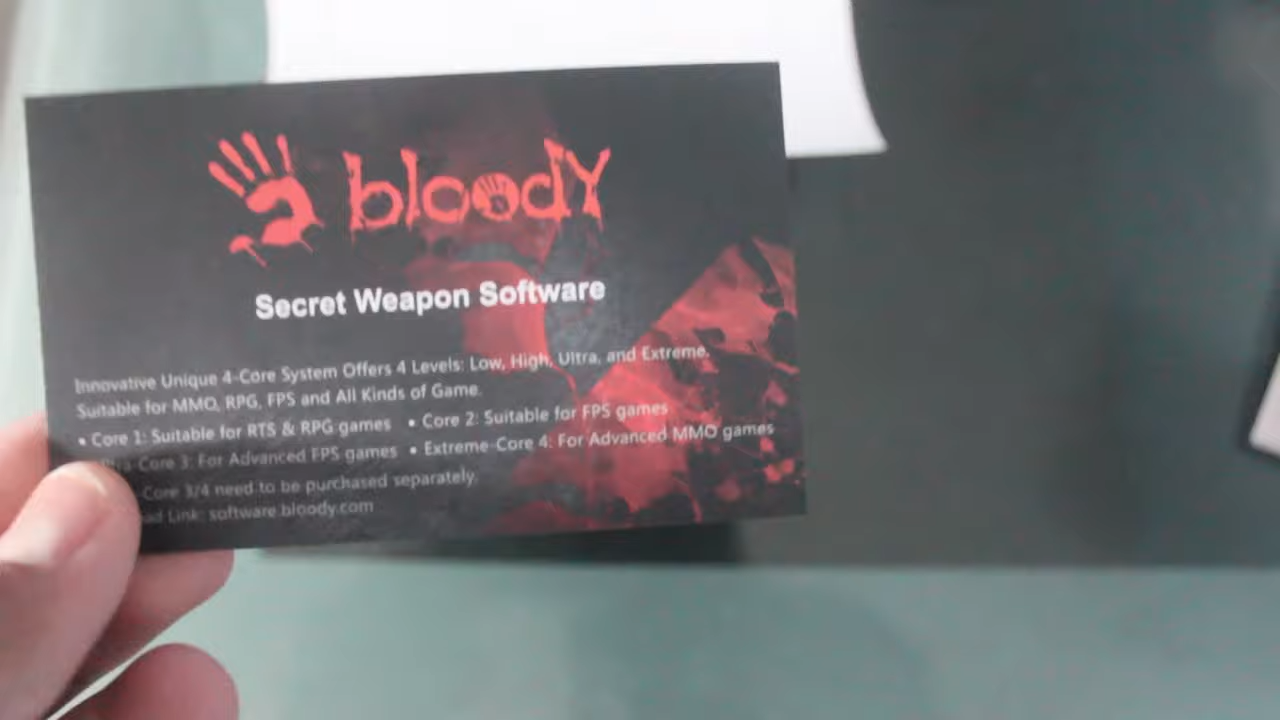 bloody
Secret Weapon Software
Innovative Unique 4-Core System Offers 4 Levels: Low, High, Ultra, and Extreme.
Suitable for MMO, RPG, FPS and All Kinds of Game.
• Core 1: Suitable for RTS & RPG games • Core 2: Suitable for FPS games
Core 3: For Advanced FPS games • Extreme-Core 4: For Advanced MMO games
Core 3/4 need to be purchased separately.
Link: software.bloody.com